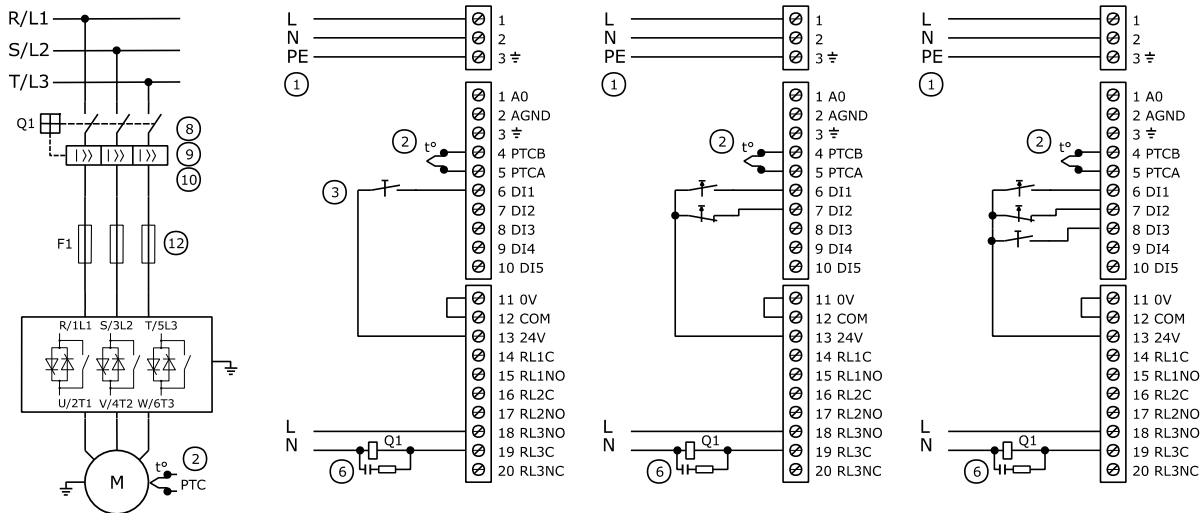 R/L1
S/L2
T/L3
Q1
8
9
10
I >> I >> I >>
F1
12
R/1L1 S/3L2 T/5L3
U/2T1 V/4T2 W/6T3
M
t°
2
PTC
L
N
PE
1
2
3
1
1 A0
2 AGND
3
2
t°
4 PTCB
5 PTCA
3
6 DI1
7 DI2
8 DI3
9 DI4
10 DI5
11 0V
12 COM
13 24V
14 RL1C
15 RL1NO
16 RL2C
17 RL2NO
L
18 RL3NO
N
Q1
19 RL3C
6
20 RL3NC
L
N
PE
1
2
3
1
1 A0
2 AGND
3
2
t°
4 PTCB
5 PTCA
6 DI1
7 DI2
8 DI3
9 DI4
10 DI5
11 0V
12 COM
13 24V
14 RL1C
15 RL1NO
16 RL2C
17 RL2NO
L
18 RL3NO
N
Q1
19 RL3C
6
20 RL3NC
L
N
PE
1
2
3
1
1 A0
2 AGND
3
2
t°
4 PTCB
5 PTCA
6 DI1
7 DI2
8 DI3
9 DI4
10 DI5
11 0V
12 COM
13 24V
14 RL1C
15 RL1NO
16 RL2C
17 RL2NO
L
18 RL3NO
N
Q1
19 RL3C
6
20 RL3NC